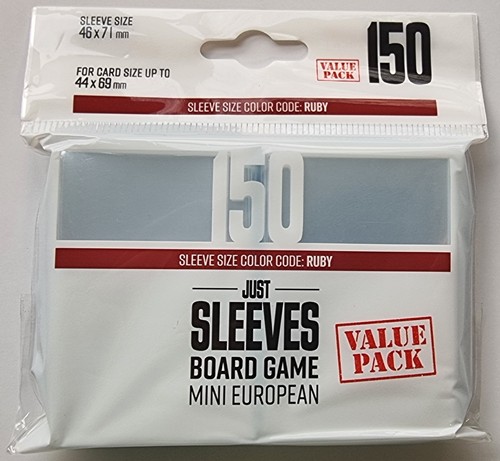 SLEEVE SIZE
46 x 71 mm
FOR CARD SIZE UP TO
44 x 69 mm
VALUE
PACK
150
SLEEVE SIZE COLOR CODE: RUBY
150
SLEEVE SIZE COLOR CODE: RUBY
JUST
SLEEVES
BOARD GAME
MINI EUROPEAN
VALUE
PACK